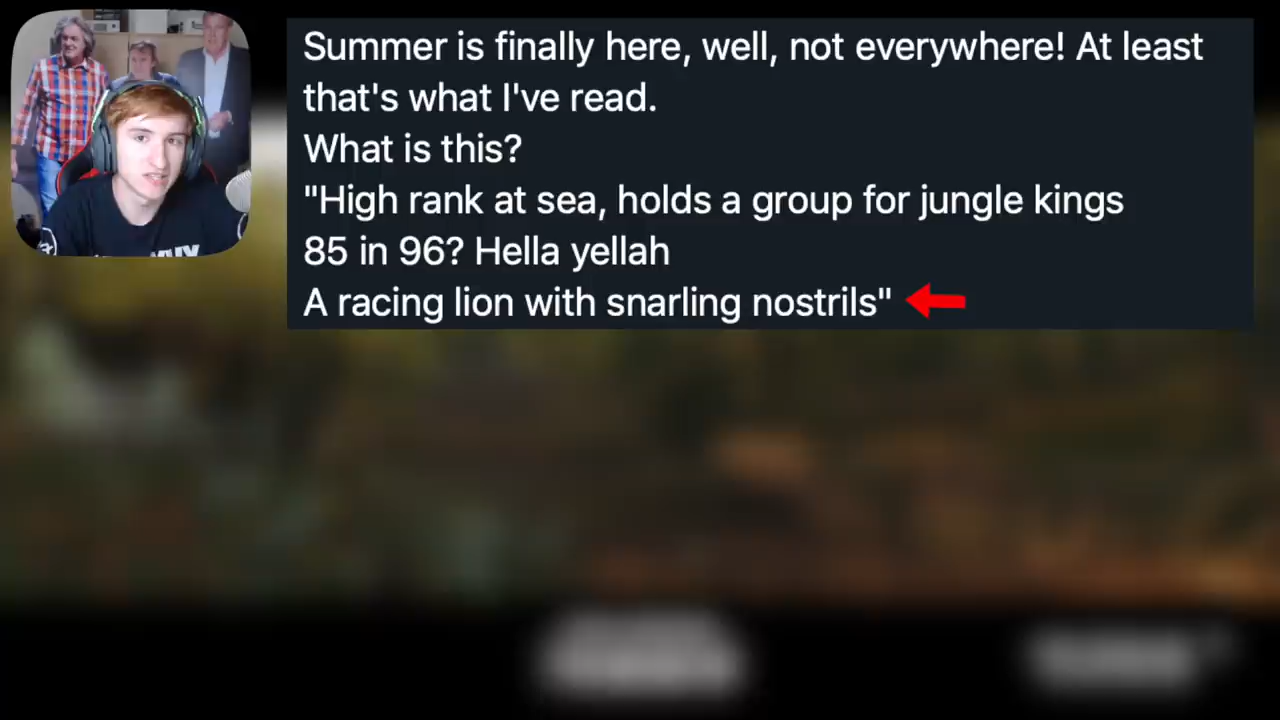 Summer is finally here, well, not everywhere! At least
that's what I've read.
What is this?
"High rank at sea, holds a group for jungle kings
85 in 96? Hella yellah
A racing lion with snarling nostrils"